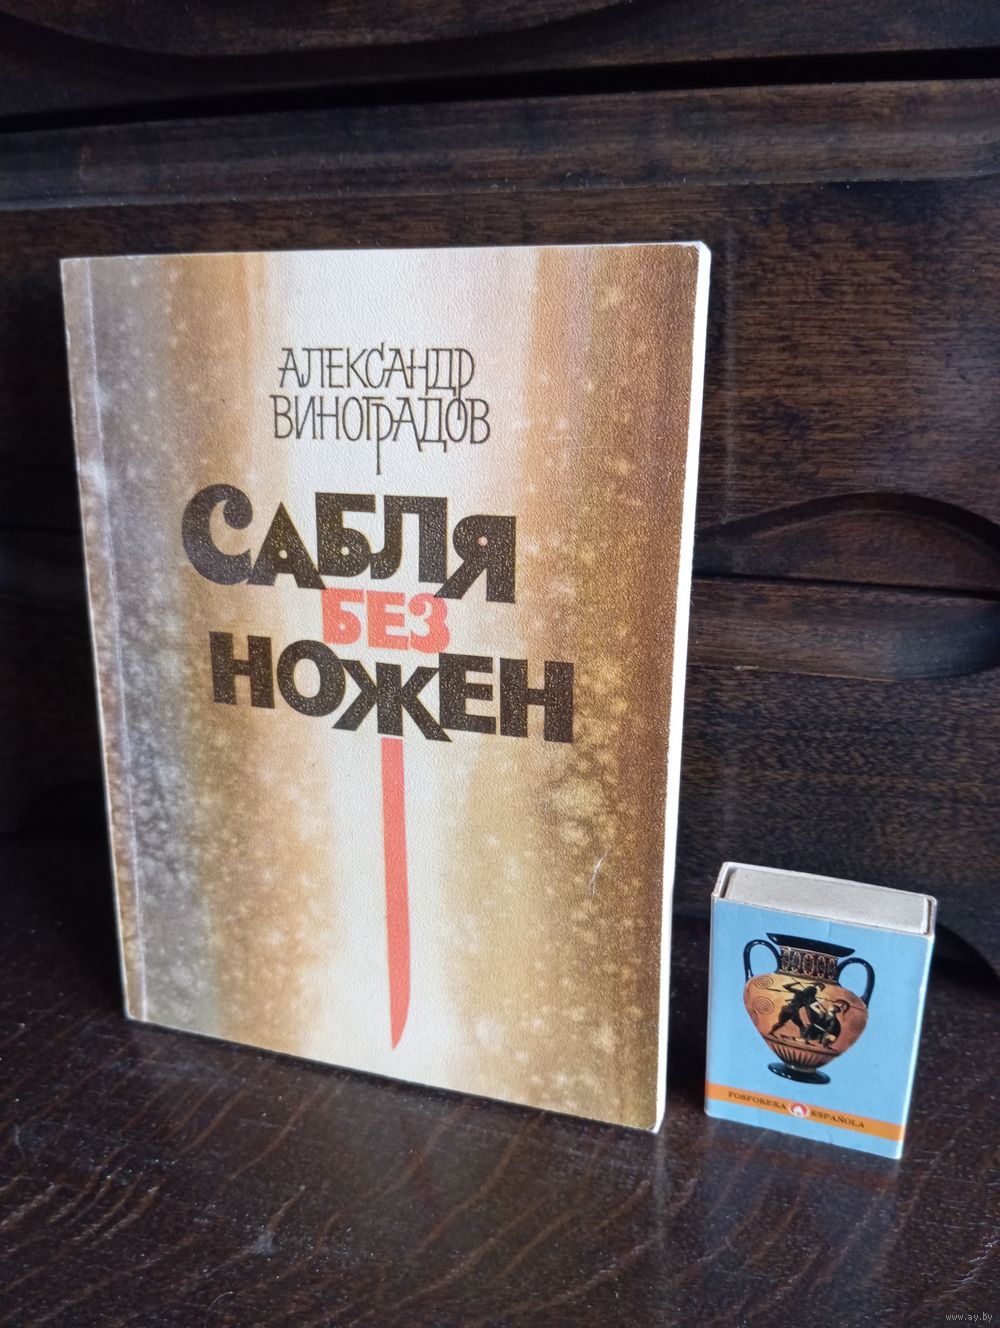 АЛЕКСАНДР
ВИНОГРАДОВ
САБЛЯ
БЕЗ
НОЖЕН
FOSFORERA ESPAÑOLA
www.ay.by